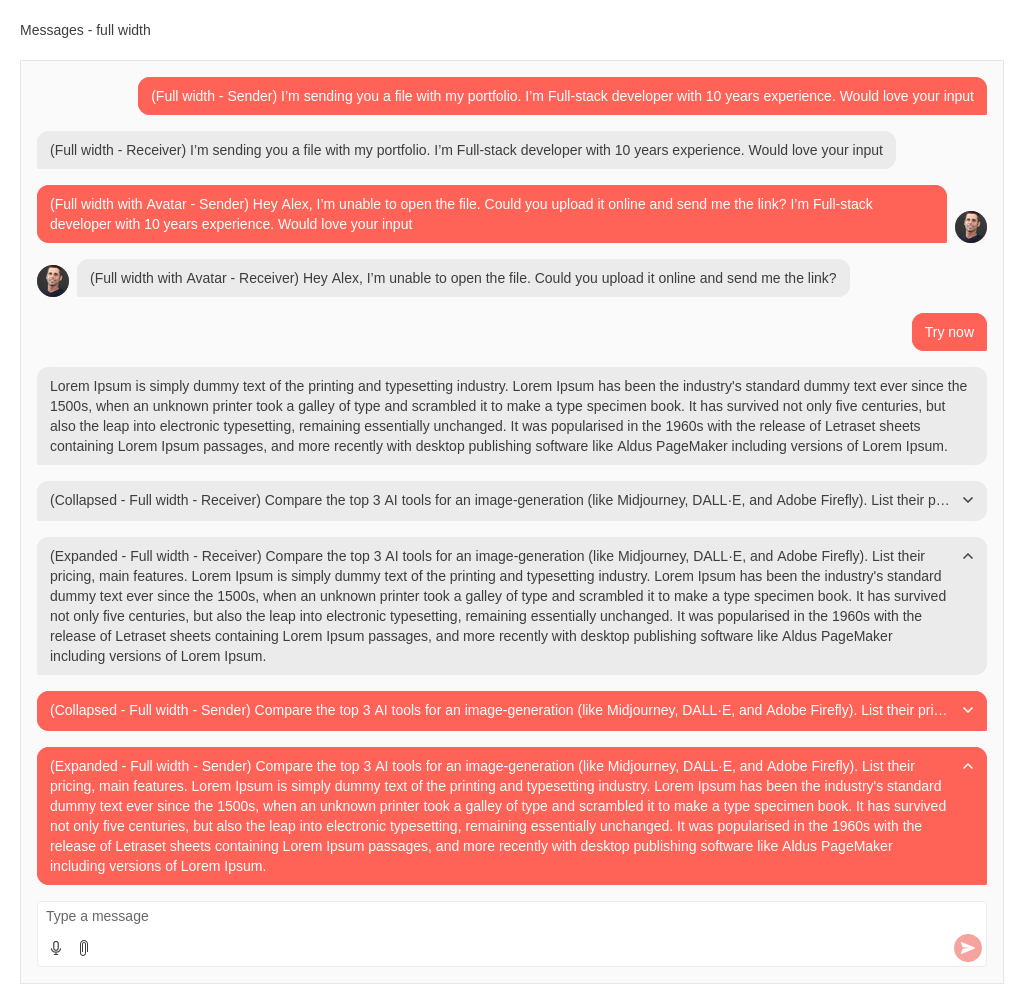 Messages - full width
(Full width - Sender) I’m sending you a file with my portfolio. I’m Full-stack developer with 10 years experience. Would love your input
(Full width - Receiver) I’m sending you a file with my portfolio. I’m Full-stack developer with 10 years experience. Would love your input
(Full width with Avatar - Sender) Hey Alex, I’m unable to open the file. Could you upload it online and send me the link? I’m Full-stack
developer with 10 years experience. Would love your input
(Full width with Avatar - Receiver) Hey Alex, I’m unable to open the file. Could you upload it online and send me the link?
Try now
Lorem Ipsum is simply dummy text of the printing and typesetting industry. Lorem Ipsum has been the industry's standard dummy text ever since the
1500s, when an unknown printer took a galley of type and scrambled it to make a type specimen book. It has survived not only five centuries, but
also the leap into electronic typesetting, remaining essentially unchanged. It was popularised in the 1960s with the release of Letraset sheets
containing Lorem Ipsum passages, and more recently with desktop publishing software like Aldus PageMaker including versions of Lorem Ipsum.
(Collapsed - Full width - Receiver) Compare the top 3 AI tools for an image-generation (like Midjourney, DALL·E, and Adobe Firefly). List their p…
(Expanded - Full width - Receiver) Compare the top 3 AI tools for an image-generation (like Midjourney, DALL·E, and Adobe Firefly). List their
pricing, main features. Lorem Ipsum is simply dummy text of the printing and typesetting industry. Lorem Ipsum has been the industry's standard
dummy text ever since the 1500s, when an unknown printer took a galley of type and scrambled it to make a type specimen book. It has survived
not only five centuries, but also the leap into electronic typesetting, remaining essentially unchanged. It was popularised in the 1960s with the
release of Letraset sheets containing Lorem Ipsum passages, and more recently with desktop publishing software like Aldus PageMaker
including versions of Lorem Ipsum.
(Collapsed - Full width - Sender) Compare the top 3 AI tools for an image-generation (like Midjourney, DALL·E, and Adobe Firefly). List their pri…
(Expanded - Full width - Sender) Compare the top 3 AI tools for an image-generation (like Midjourney, DALL·E, and Adobe Firefly). List their
pricing, main features. Lorem Ipsum is simply dummy text of the printing and typesetting industry. Lorem Ipsum has been the industry's standard
dummy text ever since the 1500s, when an unknown printer took a galley of type and scrambled it to make a type specimen book. It has survived
not only five centuries, but also the leap into electronic typesetting, remaining essentially unchanged. It was popularised in the 1960s with the
release of Letraset sheets containing Lorem Ipsum passages, and more recently with desktop publishing software like Aldus PageMaker
including versions of Lorem Ipsum.
Type a message